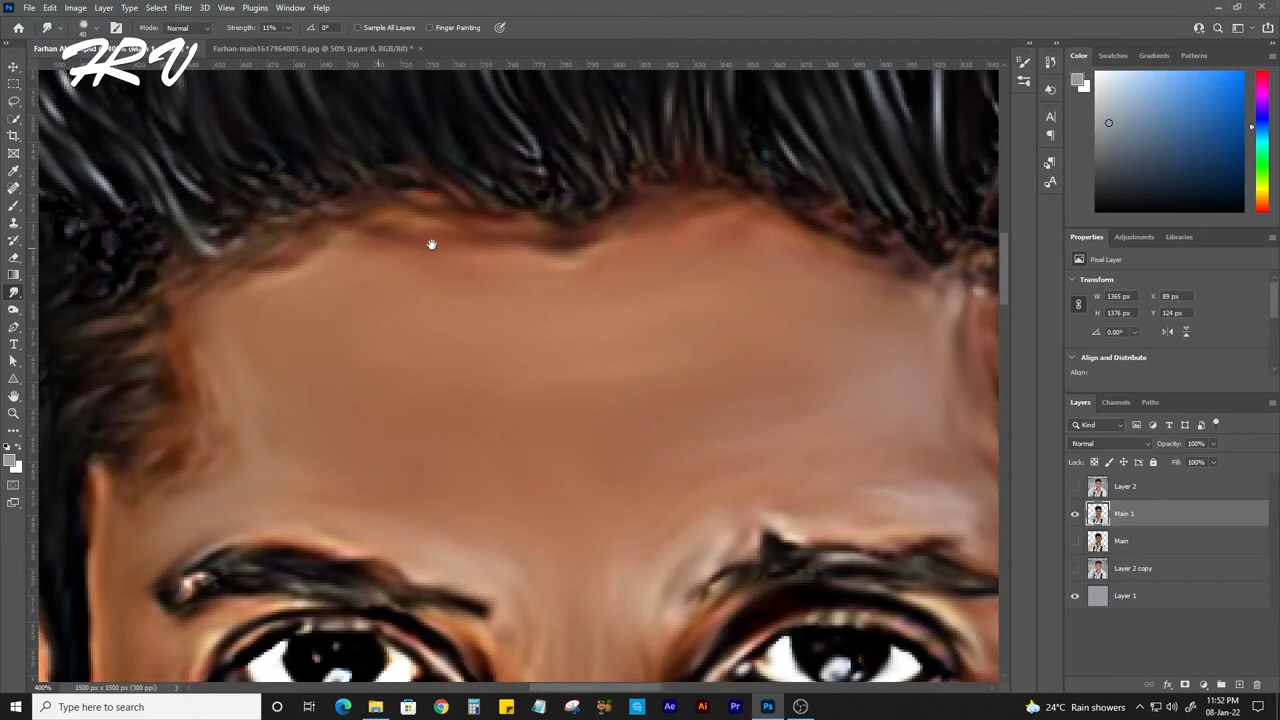 File Edit Image Layer Type Select Filter 3D View Plugins Window Help
Mode: Normal Strength: 11% 0° Sample All Layers Finger Painting
40
HRV
Farhan-main1617964005-0.jpg @ 50% (Layer 0, RGB/8#) * ×
Color Swatches Gradients Patterns
Properties Adjustments Libraries
Pixel Layer
Transform
W 1365 px X 89 px
H 1376 px Y 124 px
0.00°
Align and Distribute
Align:
Layers Channels Paths
Kind
Normal Opacity: 100%
Lock: Fill: 100%
Layer 2
Main 1
Main
Layer 2 copy
Layer 1
400% 1500 px x 1500 px (300 ppi)
Type here to search
24°C Rain showers
11:52 PM
08-Jan-22